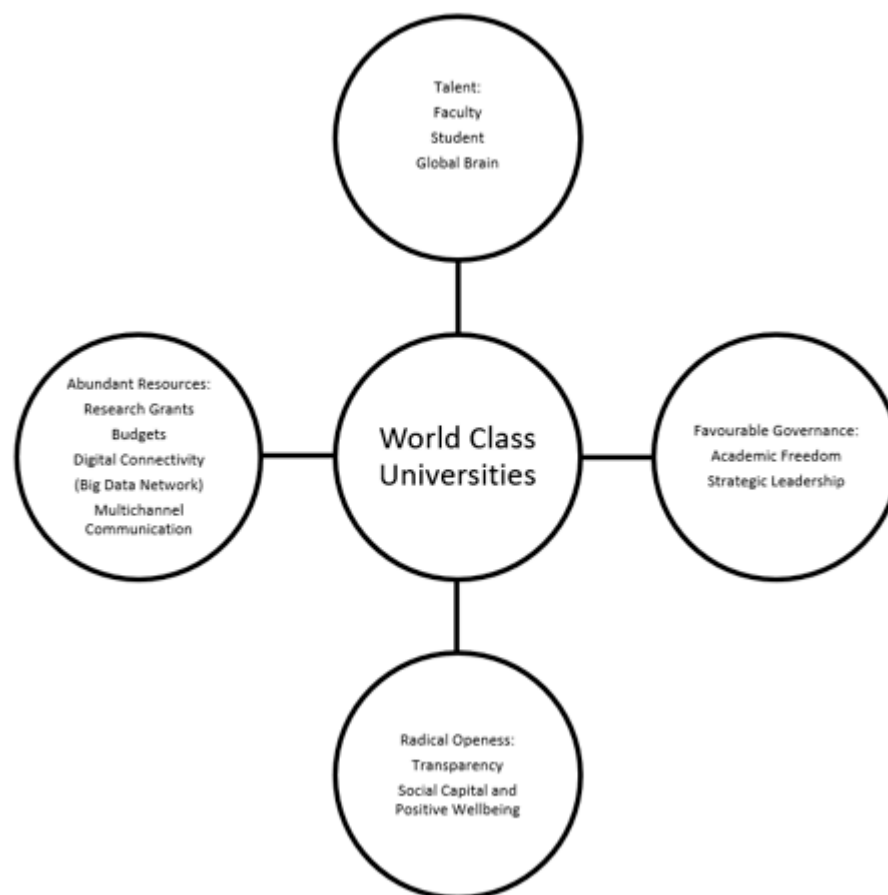 Talent:
Faculty
Student
Global Brain
Abundant Resources:
Research Grants
Budgets
Digital Connectivity
(Big Data Network)
Multichannel
Communication
World Class
Universities
Favourable Governance:
Academic Freedom
Strategic Leadership
Radical Openess:
Transparency
Social Capital and
Positive Wellbeing